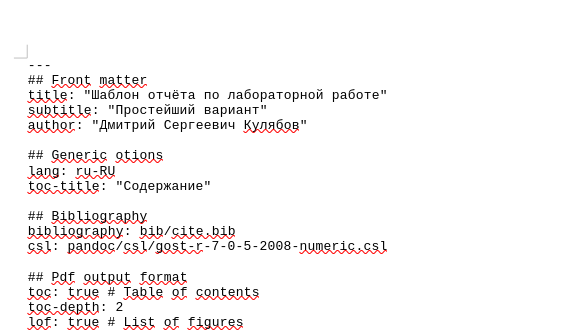 ---
## Front matter
title: "Шаблон отчёта по лабораторной работе"
subtitle: "Простейший вариант"
author: "Дмитрий Сергеевич Кулябов"
## Generic otions
lang: ru-RU
toc-title: "Содержание"
## Bibliography
bibliography: bib/cite.bib
csl: pandoc/csl/gost-r-7-0-5-2008-numeric.csl
## Pdf output format
toc: true # Table of contents
toc-depth: 2
lof: true # List of figures